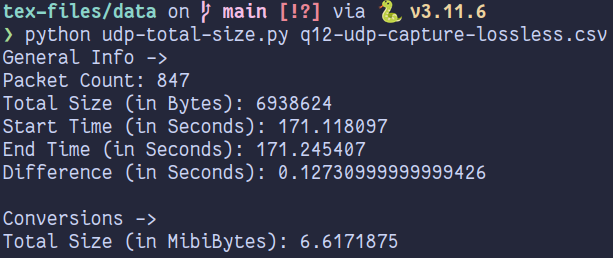 tex-files/data on  main [!?] via 🐍 v3.11.6
❯ python udp-total-size.py q12-udp-capture-lossless.csv
General Info ->
Packet Count: 847
Total Size (in Bytes): 6938624
Start Time (in Seconds): 171.118097
End Time (in Seconds): 171.245407
Difference (in Seconds): 0.12730999999999426

Conversions ->
Total Size (in MibiBytes): 6.6171875